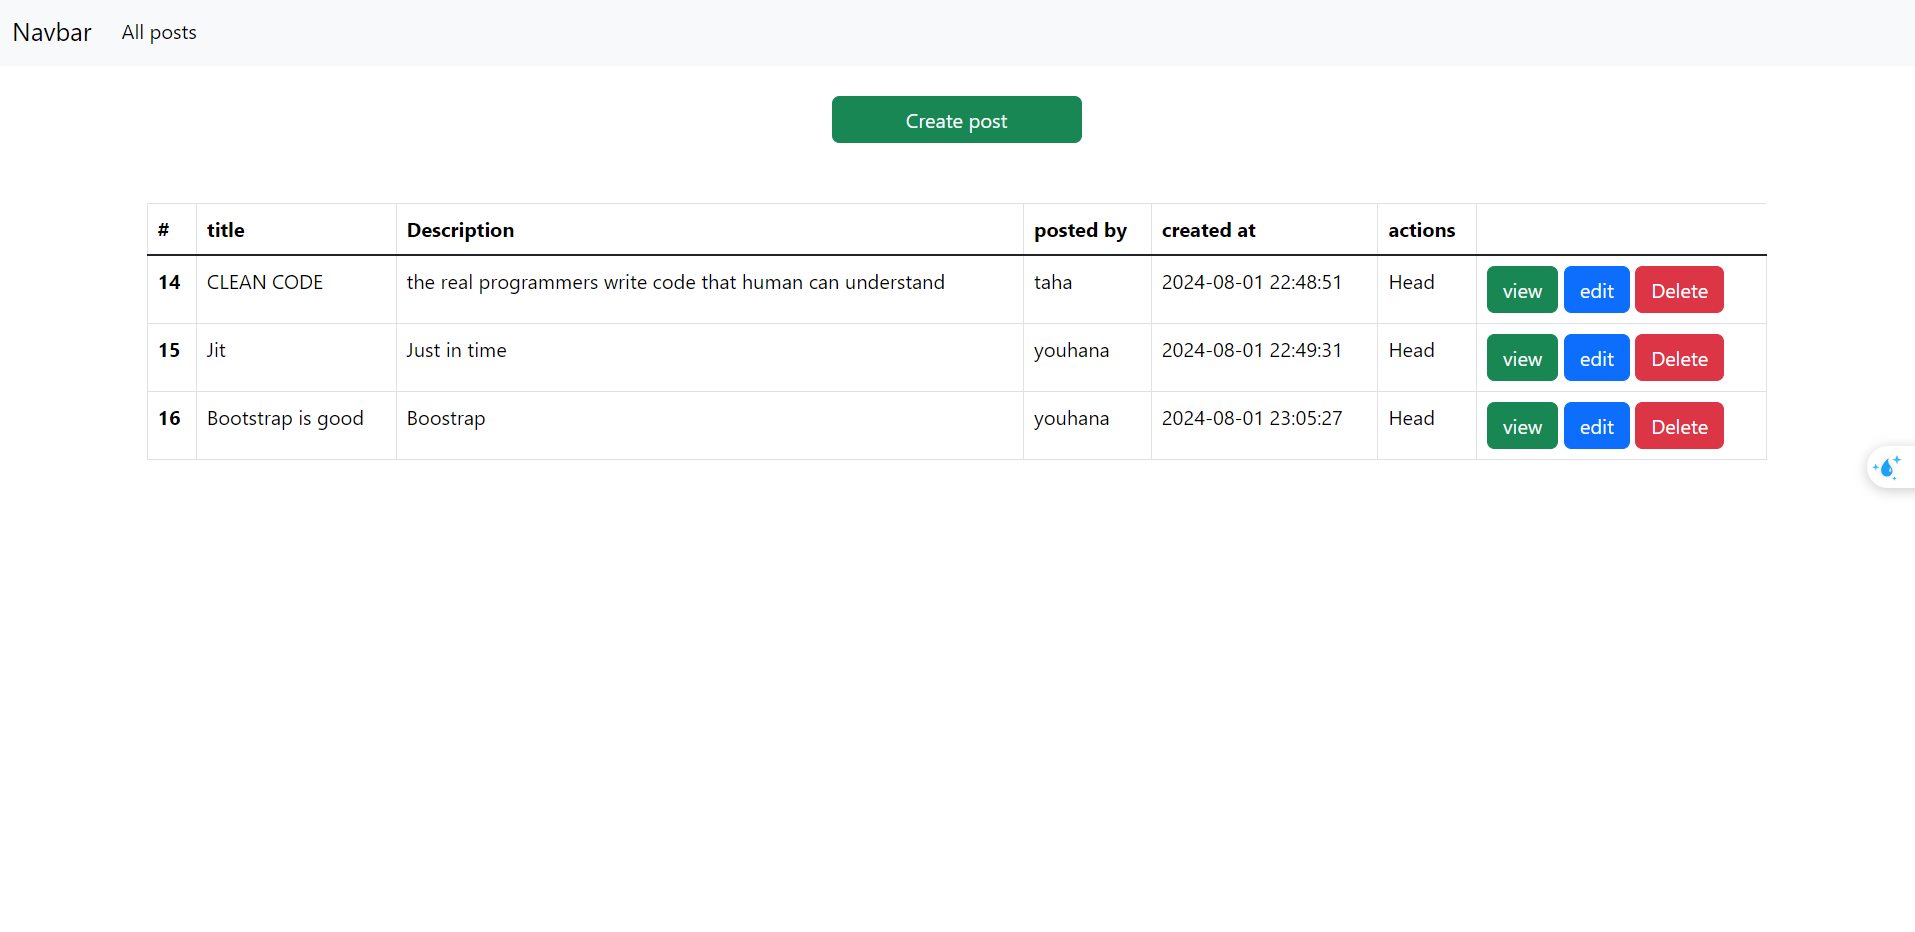 Navbar All posts
Create post
# title Description posted by created at actions
14 CLEAN CODE the real programmers write code that human can understand taha 2024-08-01 22:48:51 Head view edit Delete
15 Jit Just in time youhana 2024-08-01 22:49:31 Head view edit Delete
16 Bootstrap is good Boostrap youhana 2024-08-01 23:05:27 Head view edit Delete